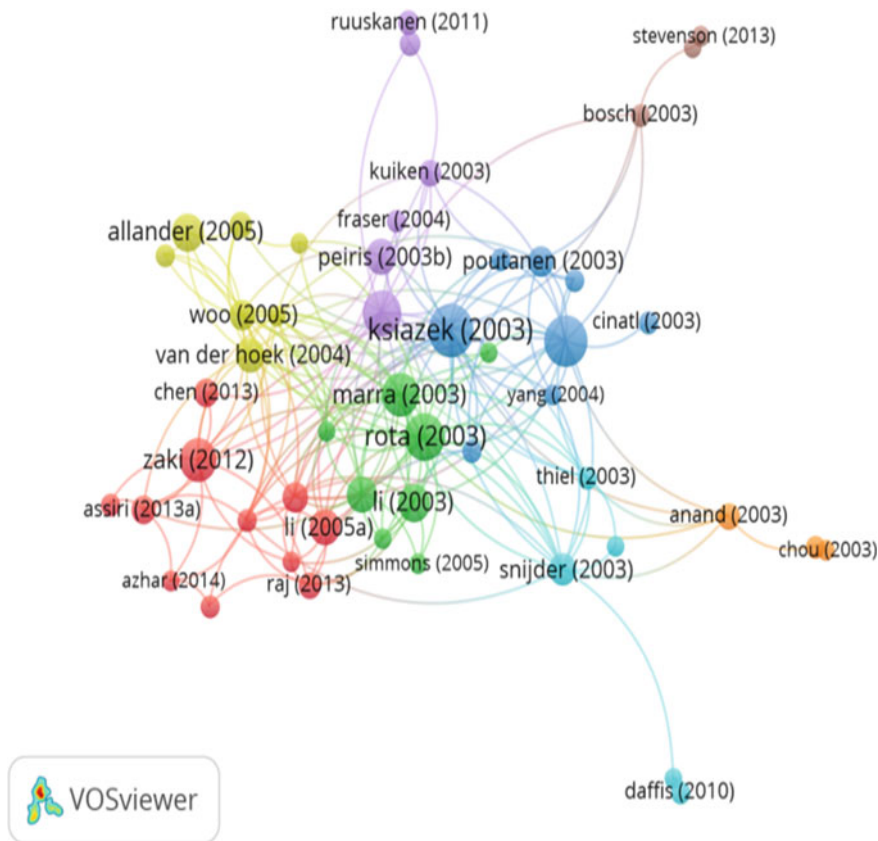 ruuskanen (2011)
stevenson (2013)
bosch (2003)
kuiken (2003)
fraser (2004)
allander (2005)
peiris (2003b)
poutanen (2003)
woo (2005)
ksiazek (2003)
cinatl (2003)
van der hoek (2004)
chen (2013)
marra (2003)
yang (2004)
rota (2003)
zaki (2012)
thiel (2003)
assiri (2013a)
li (2003)
anand (2003)
li (2005a)
chou (2003)
simmons (2005)
snijder (2003)
azhar (2014)
raj (2013)
daffis (2010)
VOSviewer